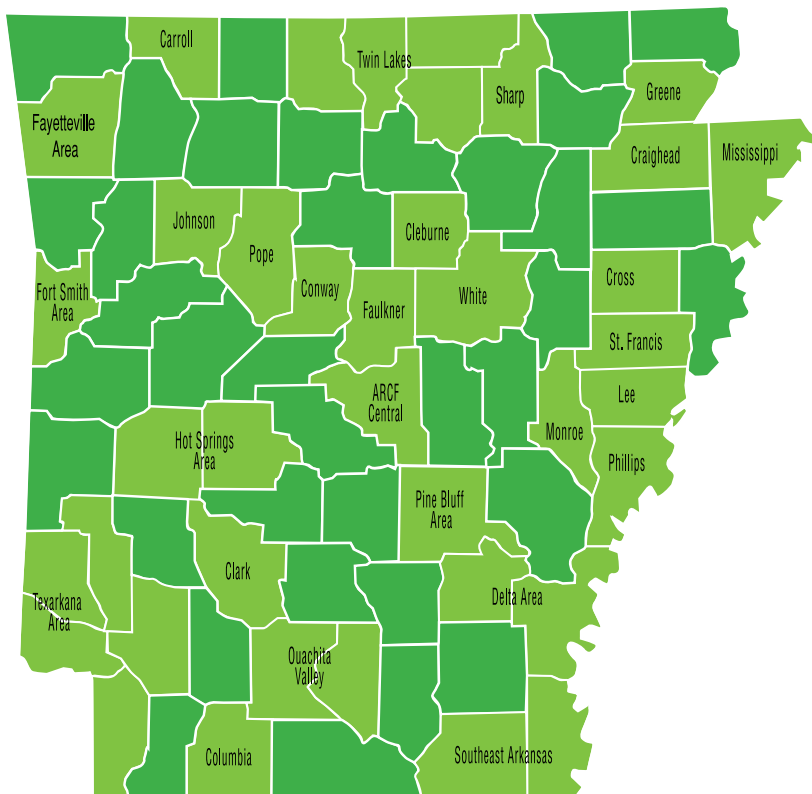 Carroll
Twin Lakes
Sharp
Greene
Fayetteville
Area
Craighead
Mississippi
Johnson
Cleburne
Pope
Cross
Fort Smith
Area
Conway
White
Faulkner
St. Francis
ARCF
Central
Lee
Hot Springs
Area
Monroe
Phillips
Pine Bluff
Area
Clark
Delta Area
Texarkana
Area
Ouachita
Valley
Columbia
Southeast Arkansas